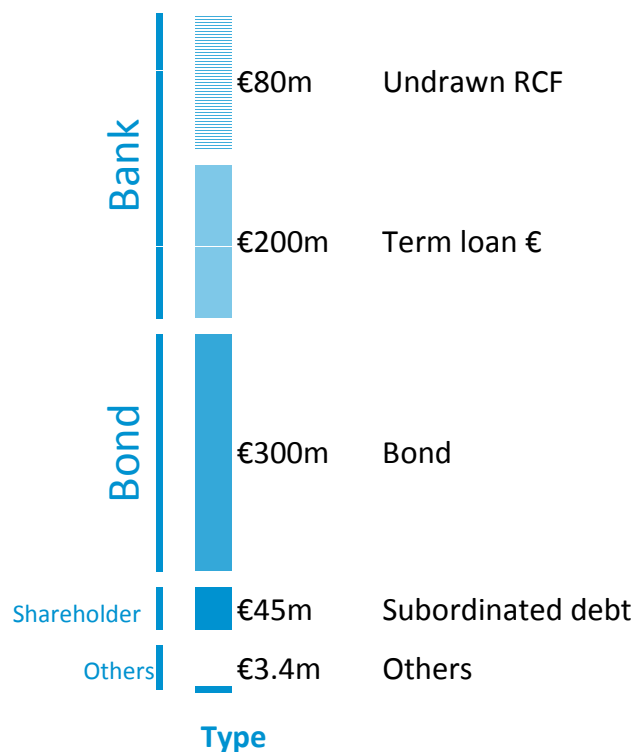 Bank
€80m Undrawn RCF
€200m Term loan €
Bond
€300m Bond
Shareholder €45m Subordinated debt
Others €3.4m Others
Type